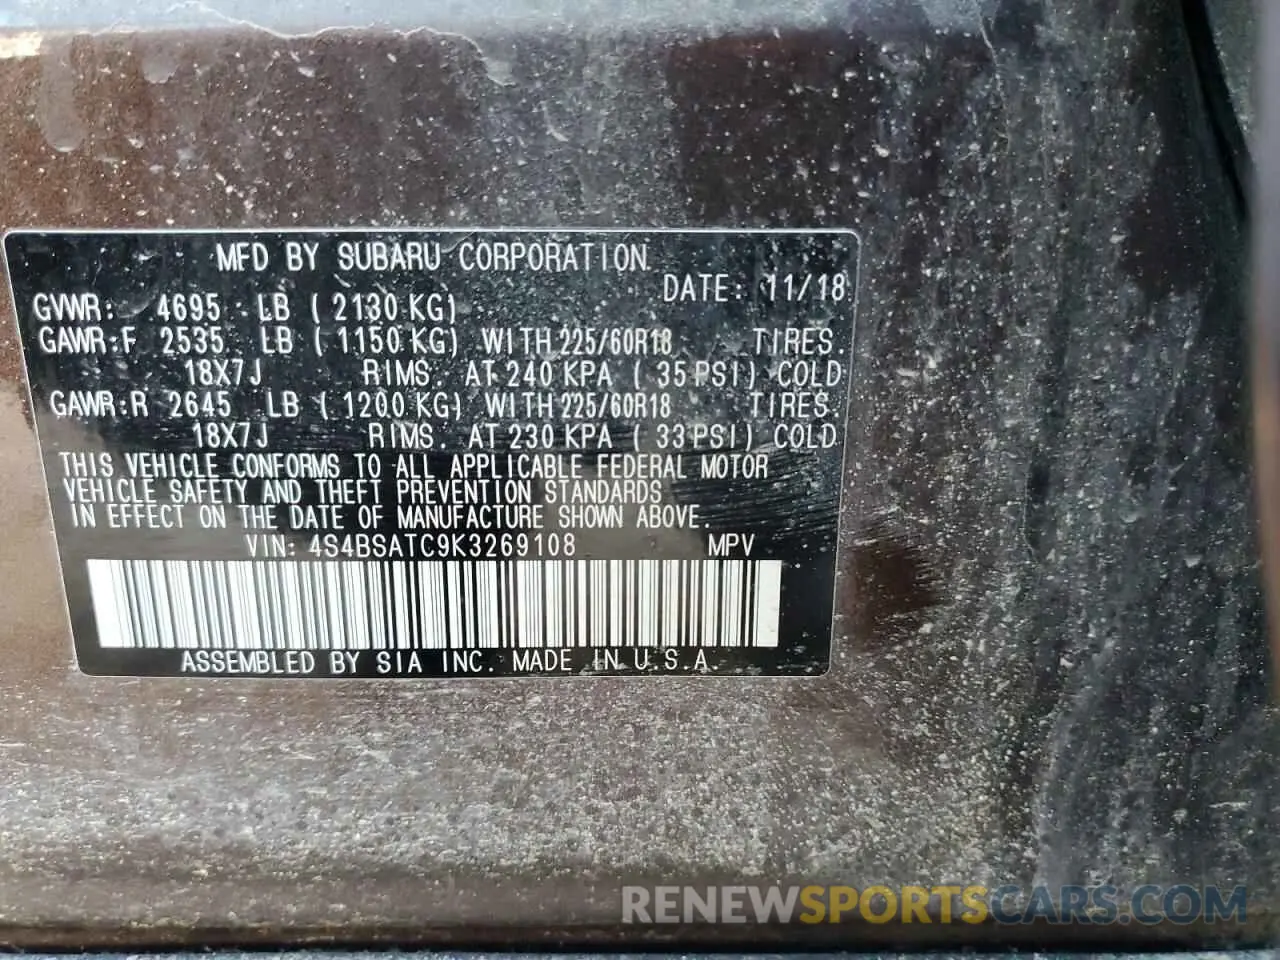 MFD BY SUBARU CORPORATION
DATE: 11/18
GVWR: 4695 LB (2130 KG)
GAWR:F 2535 LB (1150 KG) WITH 225/60R18 TIRES.
18X7J RIMS. AT 240 KPA (35 PSI) COLD
GAWR:R 2645 LB (1200 KG) WITH 225/60R18 TIRES.
18X7J RIMS. AT 230 KPA (33 PSI) COLD
THIS VEHICLE CONFORMS TO ALL APPLICABLE FEDERAL MOTOR
VEHICLE SAFETY AND THEFT PREVENTION STANDARDS
IN EFFECT ON THE DATE OF MANUFACTURE SHOWN ABOVE.
VIN: 4S4BSATC9K3269108 MPV
ASSEMBLED BY SIA INC. MADE IN U.S.A.
RENEWSPORTSCARS.COM